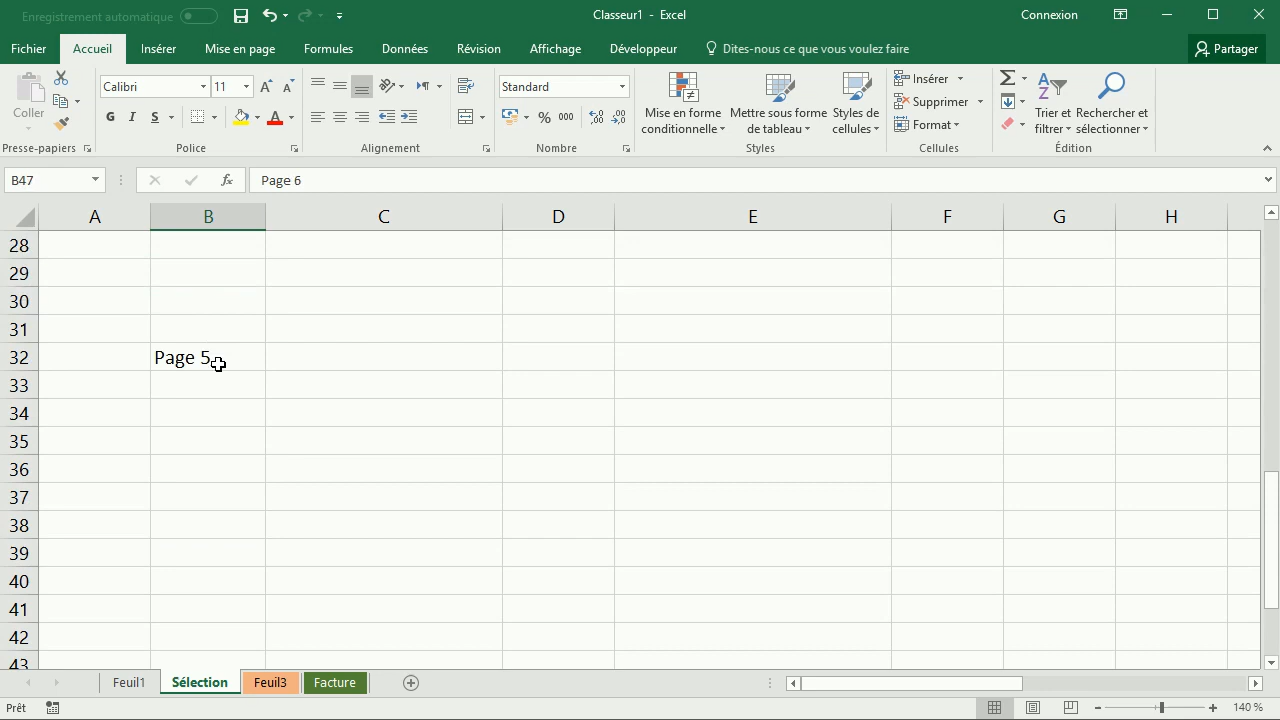 Enregistrement automatique
Classeur1 - Excel
Connexion
Fichier Accueil Insérer Mise en page Formules Données Révision Affichage Développeur Dites-nous ce que vous voulez faire Partager
Coller
Calibri 11
G I S A
Standard
% 000
Mise en forme conditionnelle
Mettre sous forme de tableau
Styles de cellules
Insérer
Supprimer
Format
Trier et filtrer
Rechercher et sélectionner
Presse-papiers Police Alignement Nombre Styles Cellules Édition
B47 fx Page 6
A B C D E F G H
28
29
30
31
32 Page 5
33
34
35
36
37
38
39
40
41
42
43
Feuil1 Sélection Feuil3 Facture
Prêt 140 %